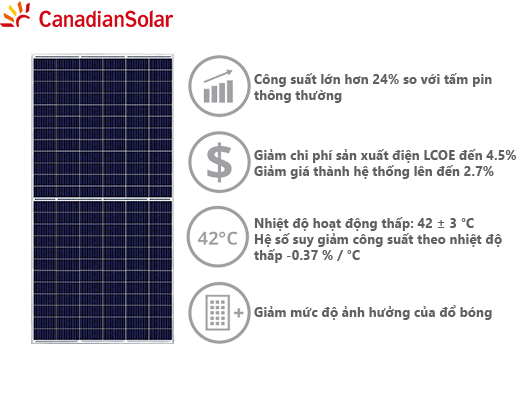 CanadianSolar
Công suất lớn hơn 24% so với tấm pin
thông thường
$
Giảm chi phí sản xuất điện LCOE đến 4.5%
Giảm giá thành hệ thống lên đến 2.7%
42°C
Nhiệt độ hoạt động thấp: 42 ± 3 °C
Hệ số suy giảm công suất theo nhiệt độ
thấp -0.37 % / °C
Giảm mức độ ảnh hưởng của đổ bóng